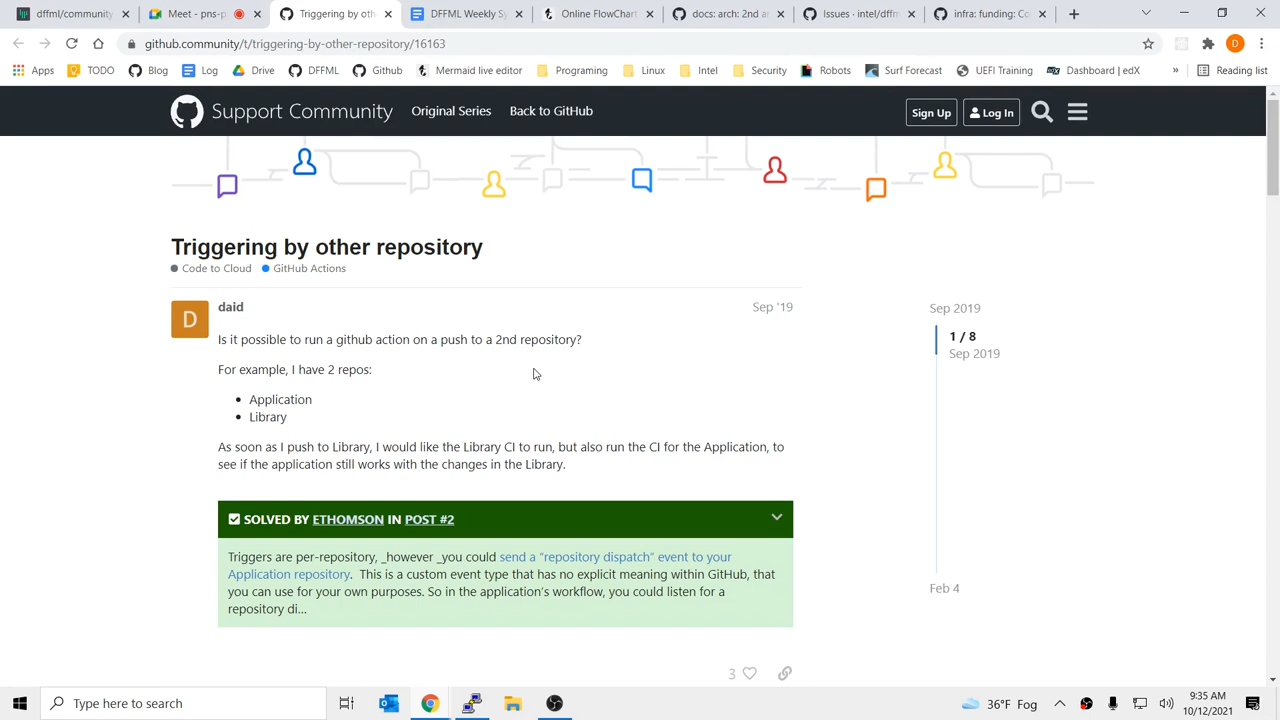 dffml/community
Meet - pns-p
Triggering by othe
DFFML Weekly Sy
Online FlowChart
docs: arch: 2nd a
Issues · intel/dffm
infra: funding: Co
github.community/t/triggering-by-other-repository/16163
D
Apps
TODO
Blog
Log
Drive
DFFML
Github
Mermaid live editor
Programing
Linux
Intel
Security
Robots
Surf Forecast
UEFI Training
Dashboard | edX
»
Reading list
Support Community
Original Series
Back to GitHub
Sign Up
Log In
Triggering by other repository
Code to Cloud
GitHub Actions
D
daid
Sep '19
Is it possible to run a github action on a push to a 2nd repository?
For example, I have 2 repos:
Application
Library
As soon as I push to Library, I would like the Library CI to run, but also run the CI for the Application, to
see if the application still works with the changes in the Library.
SOLVED BY ETHOMSON IN POST #2
Triggers are per-repository, _however _you could send a “repository dispatch” event to your
Application repository. This is a custom event type that has no explicit meaning within GitHub, that
you can use for your own purposes. So in the application’s workflow, you could listen for a
repository di...
3
Sep 2019
1 / 8
Sep 2019
Feb 4
Type here to search
36°F Fog
9:35 AM
10/12/2021